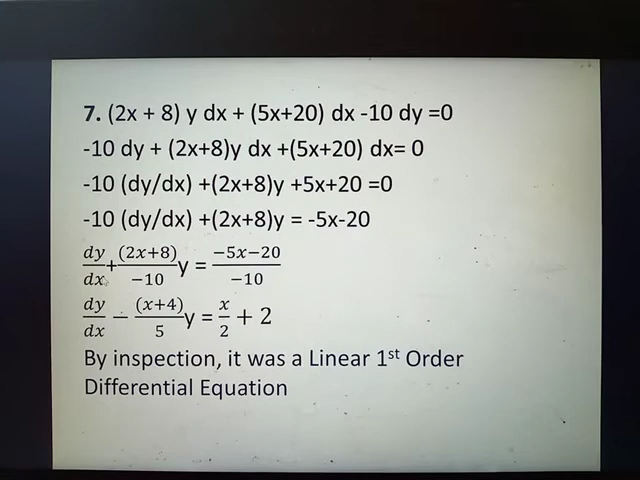 7. (2x + 8) y dx + (5x+20) dx -10 dy =0
-10 dy + (2x+8)y dx +(5x+20) dx= 0
-10 (dy/dx) +(2x+8)y +5x+20 =0
-10 (dy/dx) +(2x+8)y = -5x-20
dy/dx + (2x+8)/−10 y = −5x−20/−10
dy/dx − (x+4)/5 y = x/2 + 2
By inspection, it was a Linear 1st Order
Differential Equation